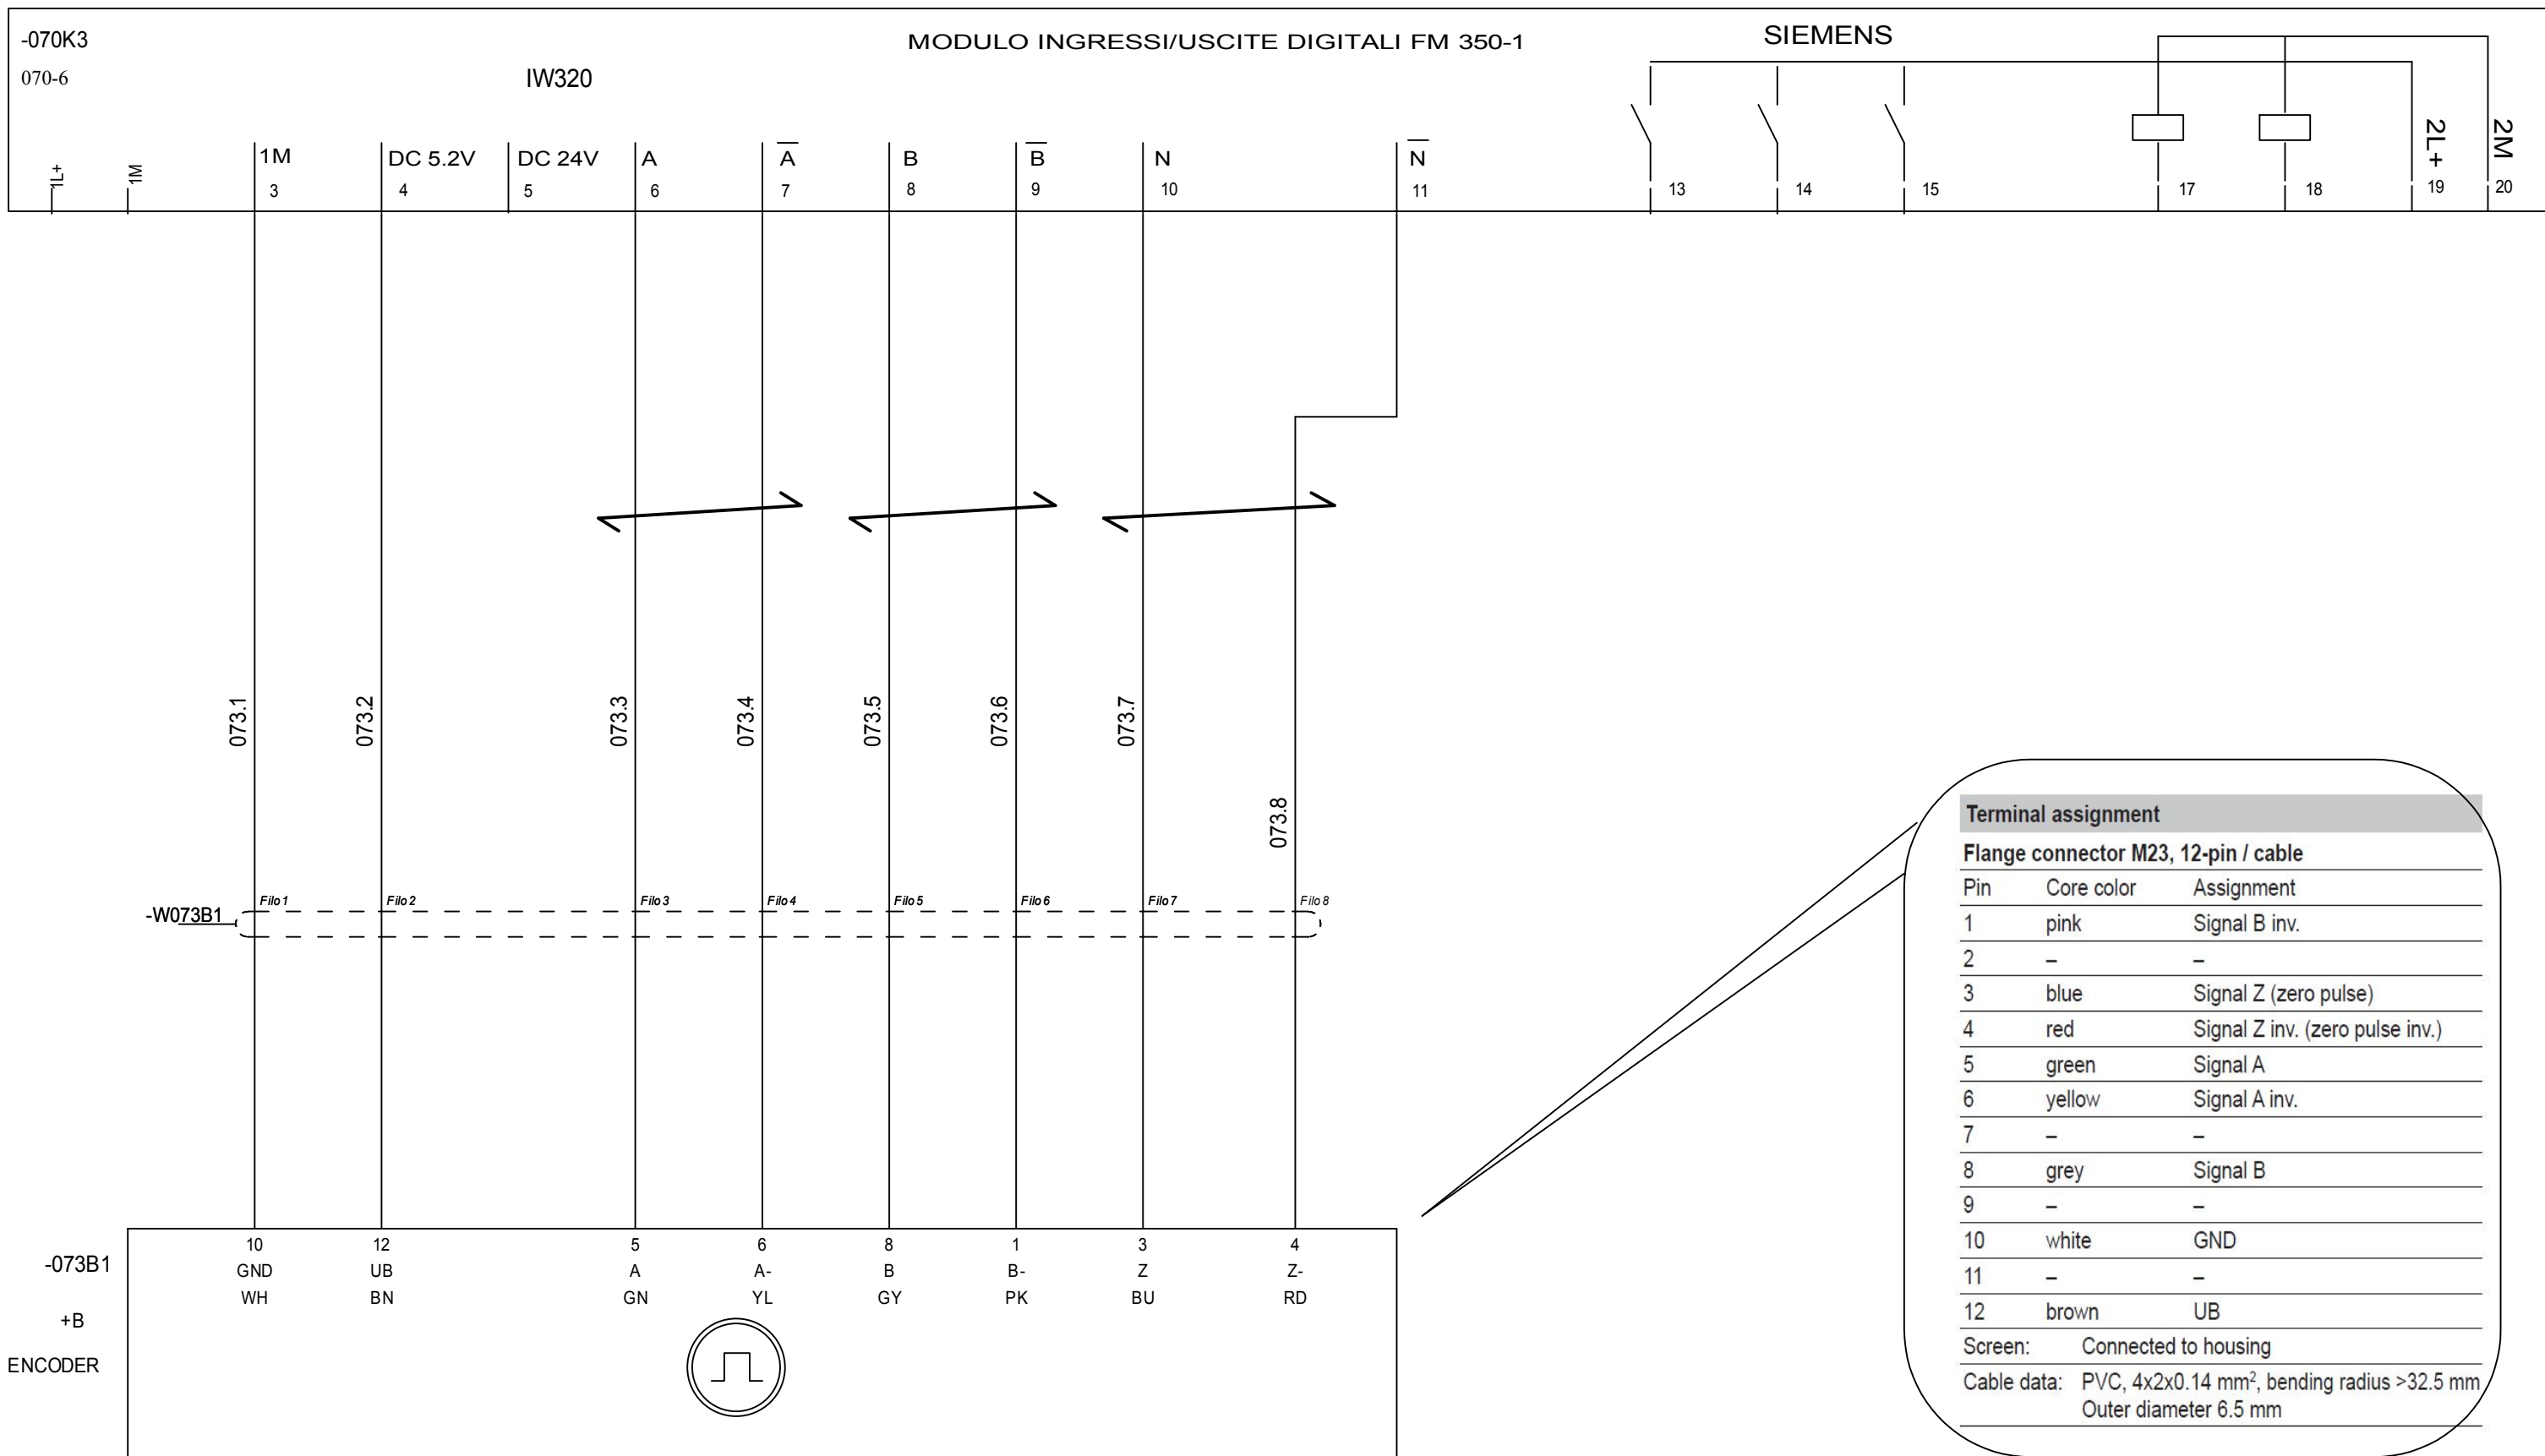 -070K3
MODULO INGRESSI/USCITE DIGITALI FM 350-1
SIEMENS
070-6
IW320
1L+
1M
1M
DC 5.2V
DC 24V
A
A̅
B
B̅
N
N̅
2L+
2M
3
4
5
6
7
8
9
10
11
13
14
15
17
18
19
20
073.1
073.2
073.3
073.4
073.5
073.6
073.7
073.8
-W073B1
Filo 1
Filo 2
Filo 3
Filo 4
Filo 5
Filo 6
Filo 7
Filo 8
-073B1
+B
ENCODER
10 12 5 6 8 1 3 4
GND UB A A- B B- Z Z-
WH BN GN YL GY PK BU RD
Terminal assignment
Flange connector M23, 12-pin / cable
Pin Core color Assignment
1 pink Signal B inv.
2 – –
3 blue Signal Z (zero pulse)
4 red Signal Z inv. (zero pulse inv.)
5 green Signal A
6 yellow Signal A inv.
7 – –
8 grey Signal B
9 – –
10 white GND
11 – –
12 brown UB
Screen: Connected to housing
Cable data: PVC, 4x2x0.14 mm², bending radius >32.5 mm
Outer diameter 6.5 mm